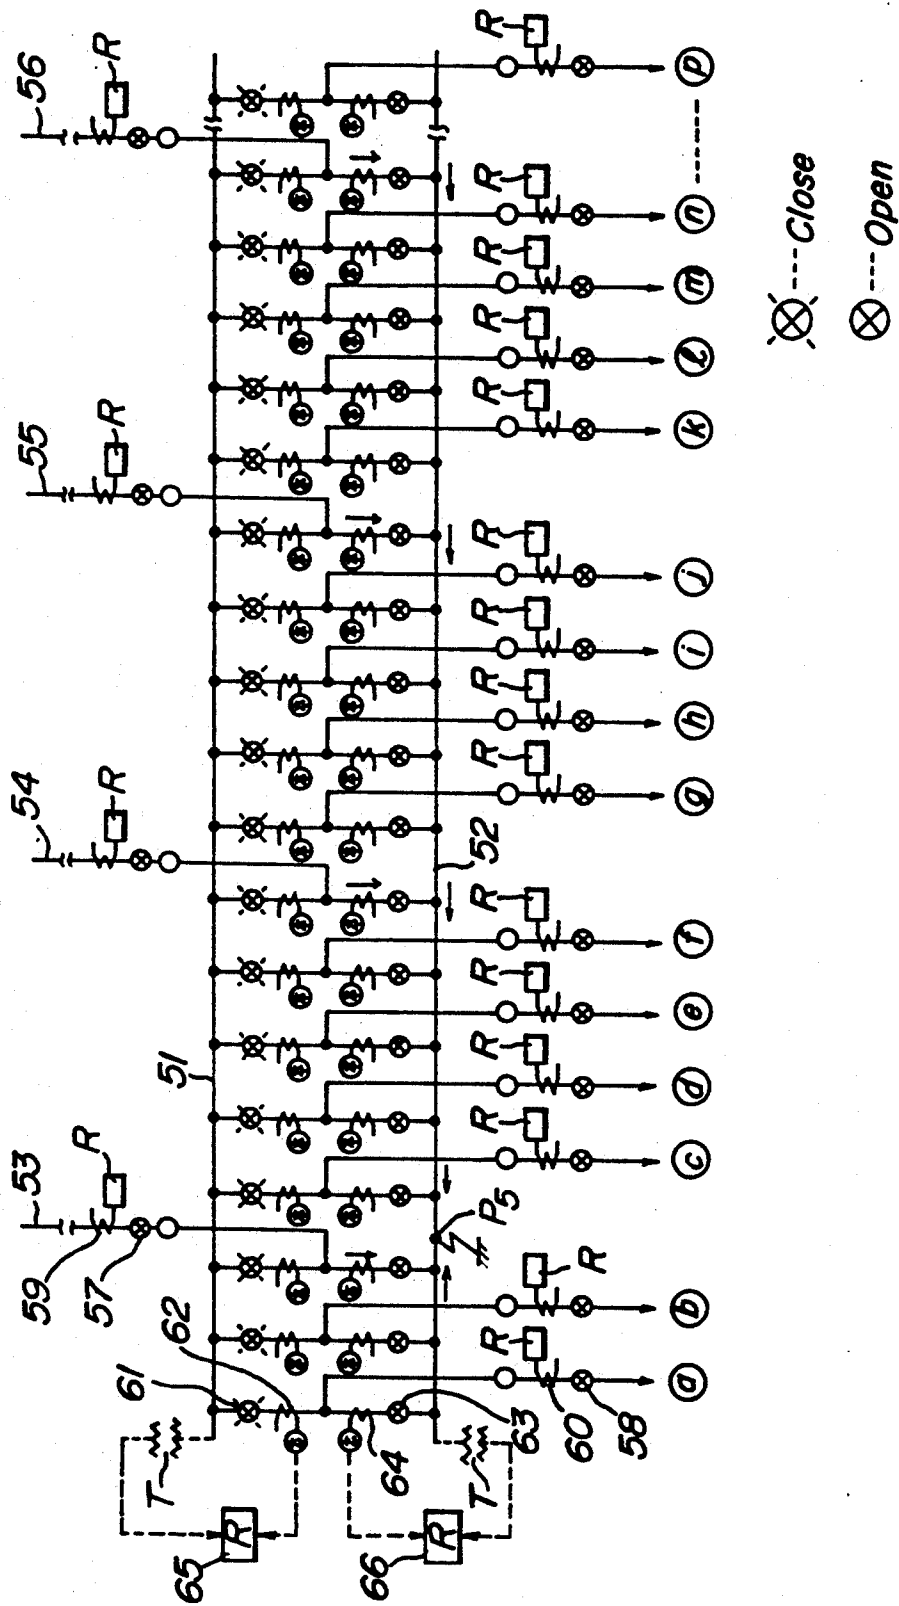 53 54 55 56
59 R R R R
57
61 62 51
T
65 R
66 R
T
64 63 52
P5
R R R R R R R R R R R R R R R
60
58
a b c d e f g h i j k l m n ------ p
---- Close
---- Open